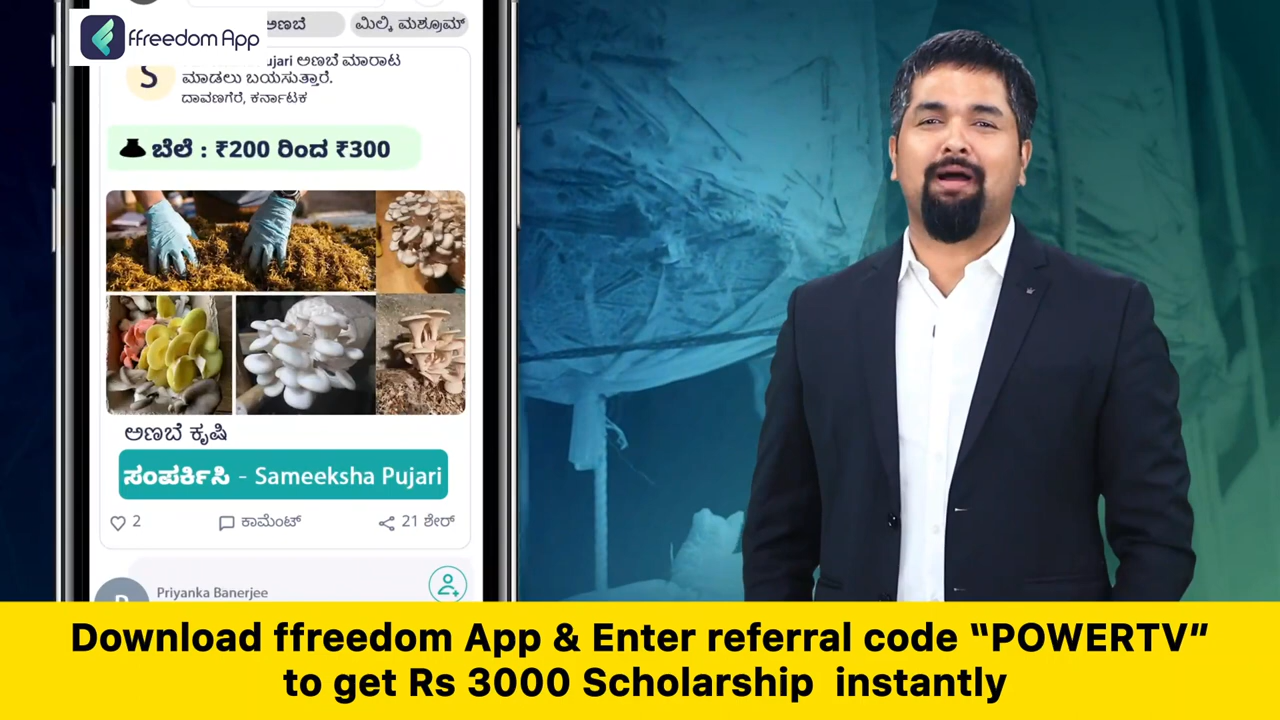 ffreedom App
ಅಣಬೆ
ಮಿಲ್ಕಿ ಮಶ್ರೂಮ್
ಅಣಬೆ ಮಾರಾಟ
ಮಾಡಲು ಬಯಸುತ್ತಾರೆ.
ದಾವಣಗೆರೆ, ಕರ್ನಾಟಕ
S
ಬೆಲೆ : ₹200 ರಿಂದ ₹300
ಅಣಬೆ ಕೃಷಿ
ಸಂಪರ್ಕಿಸಿ - Sameeksha Pujari
2 ಕಾಮೆಂಟ್ 21 ಶೇರ್
Priyanka Banerjee
Download ffreedom App & Enter referral code “POWERTV”
to get Rs 3000 Scholarship instantly